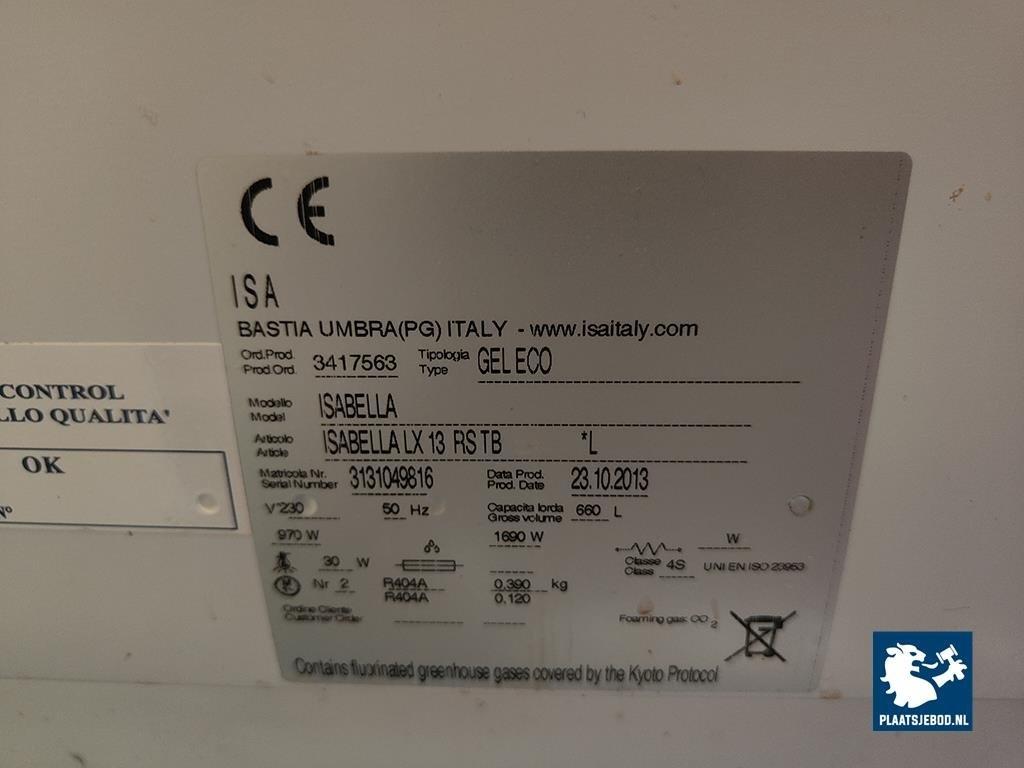 CE
ISA
BASTIA UMBRA(PG) ITALY - www.isaitaly.com
Ord.Prod. Prod.Ord. 3417563 Tipologia Type GEL ECO
Modello Model ISABELLA
Articolo Article ISABELLA LX 13 RS TB *L
Matricola Nr. Serial Number 3131049816 Data Prod. Prod. Date 23.10.2013
V~230 50 Hz Capacita lorda Gross volume 660 L
970 W 1690 W W
30 W Classe Class 4S UNI EN ISO 23953
Nr 2 R404A 0.390 kg
R404A 0.120
Ordine Cliente Customer Order Foaming gas: CO2
Contains fluorinated greenhouse gases covered by the Kyoto Protocol
CONTROL
LLO QUALITA'
OK
N°
PLAATSJEBOD.NL